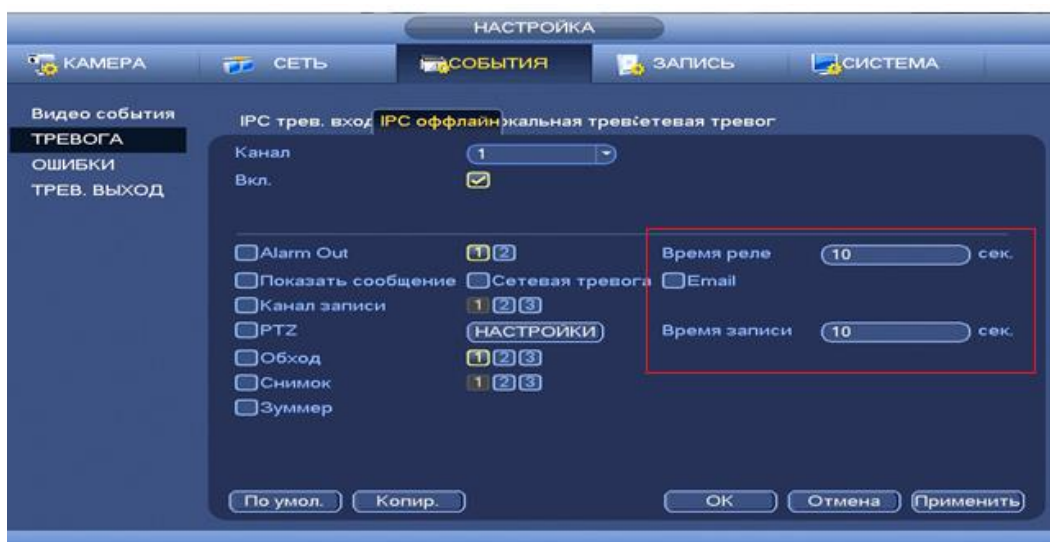 НАСТРОЙКА
КАМЕРА СЕТЬ СОБЫТИЯ ЗАПИСЬ СИСТЕМА
Видео события
ТРЕВОГА
ОШИБКИ
ТРЕВ. ВЫХОД
IPC трев. вход IPC оффлайн окальная трев сетевая тревог
Канал 1
Вкл.
Alarm Out 1 2 Время реле 10 сек.
Показать сообщение Сетевая тревога Email
Канал записи 1 2 3
PTZ НАСТРОЙКИ Время записи 10 сек.
Обход 1 2 3
Снимок 1 2 3
Зуммер
По умол. Копир. ОК Отмена Применить